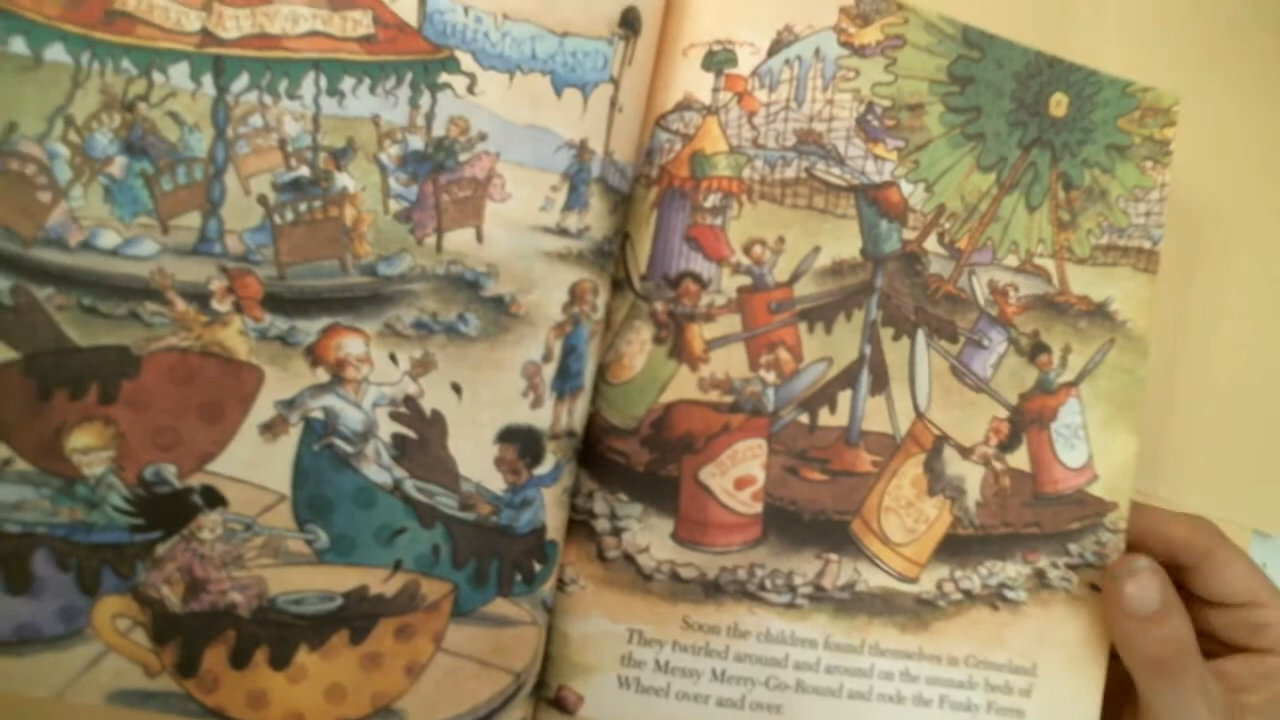 GRIMELAND
Soon the children found themselves in Grimeland.
They twirled around and around on the unmade beds of
the Messy Merry-Go-Round and rode the Funky Ferris
Wheel over and over.